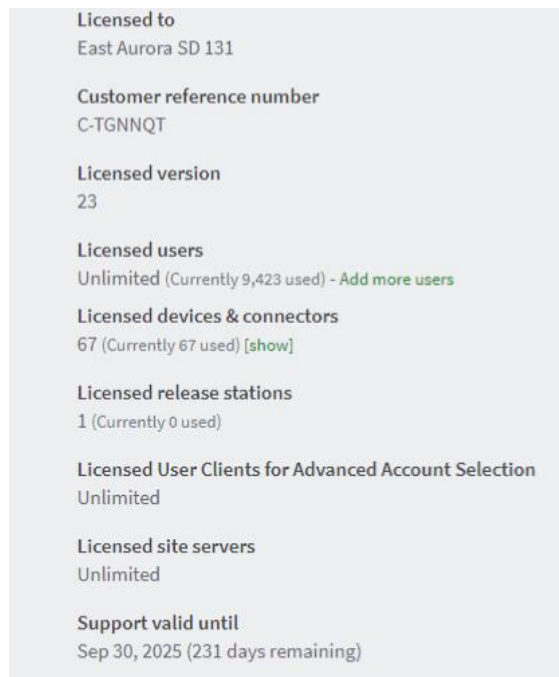 Licensed to
East Aurora SD 131
Customer reference number
C-TGNNQT
Licensed version
23
Licensed users
Unlimited (Currently 9,423 used) - Add more users
Licensed devices & connectors
67 (Currently 67 used) [show]
Licensed release stations
1 (Currently 0 used)
Licensed User Clients for Advanced Account Selection
Unlimited
Licensed site servers
Unlimited
Support valid until
Sep 30, 2025 (231 days remaining)